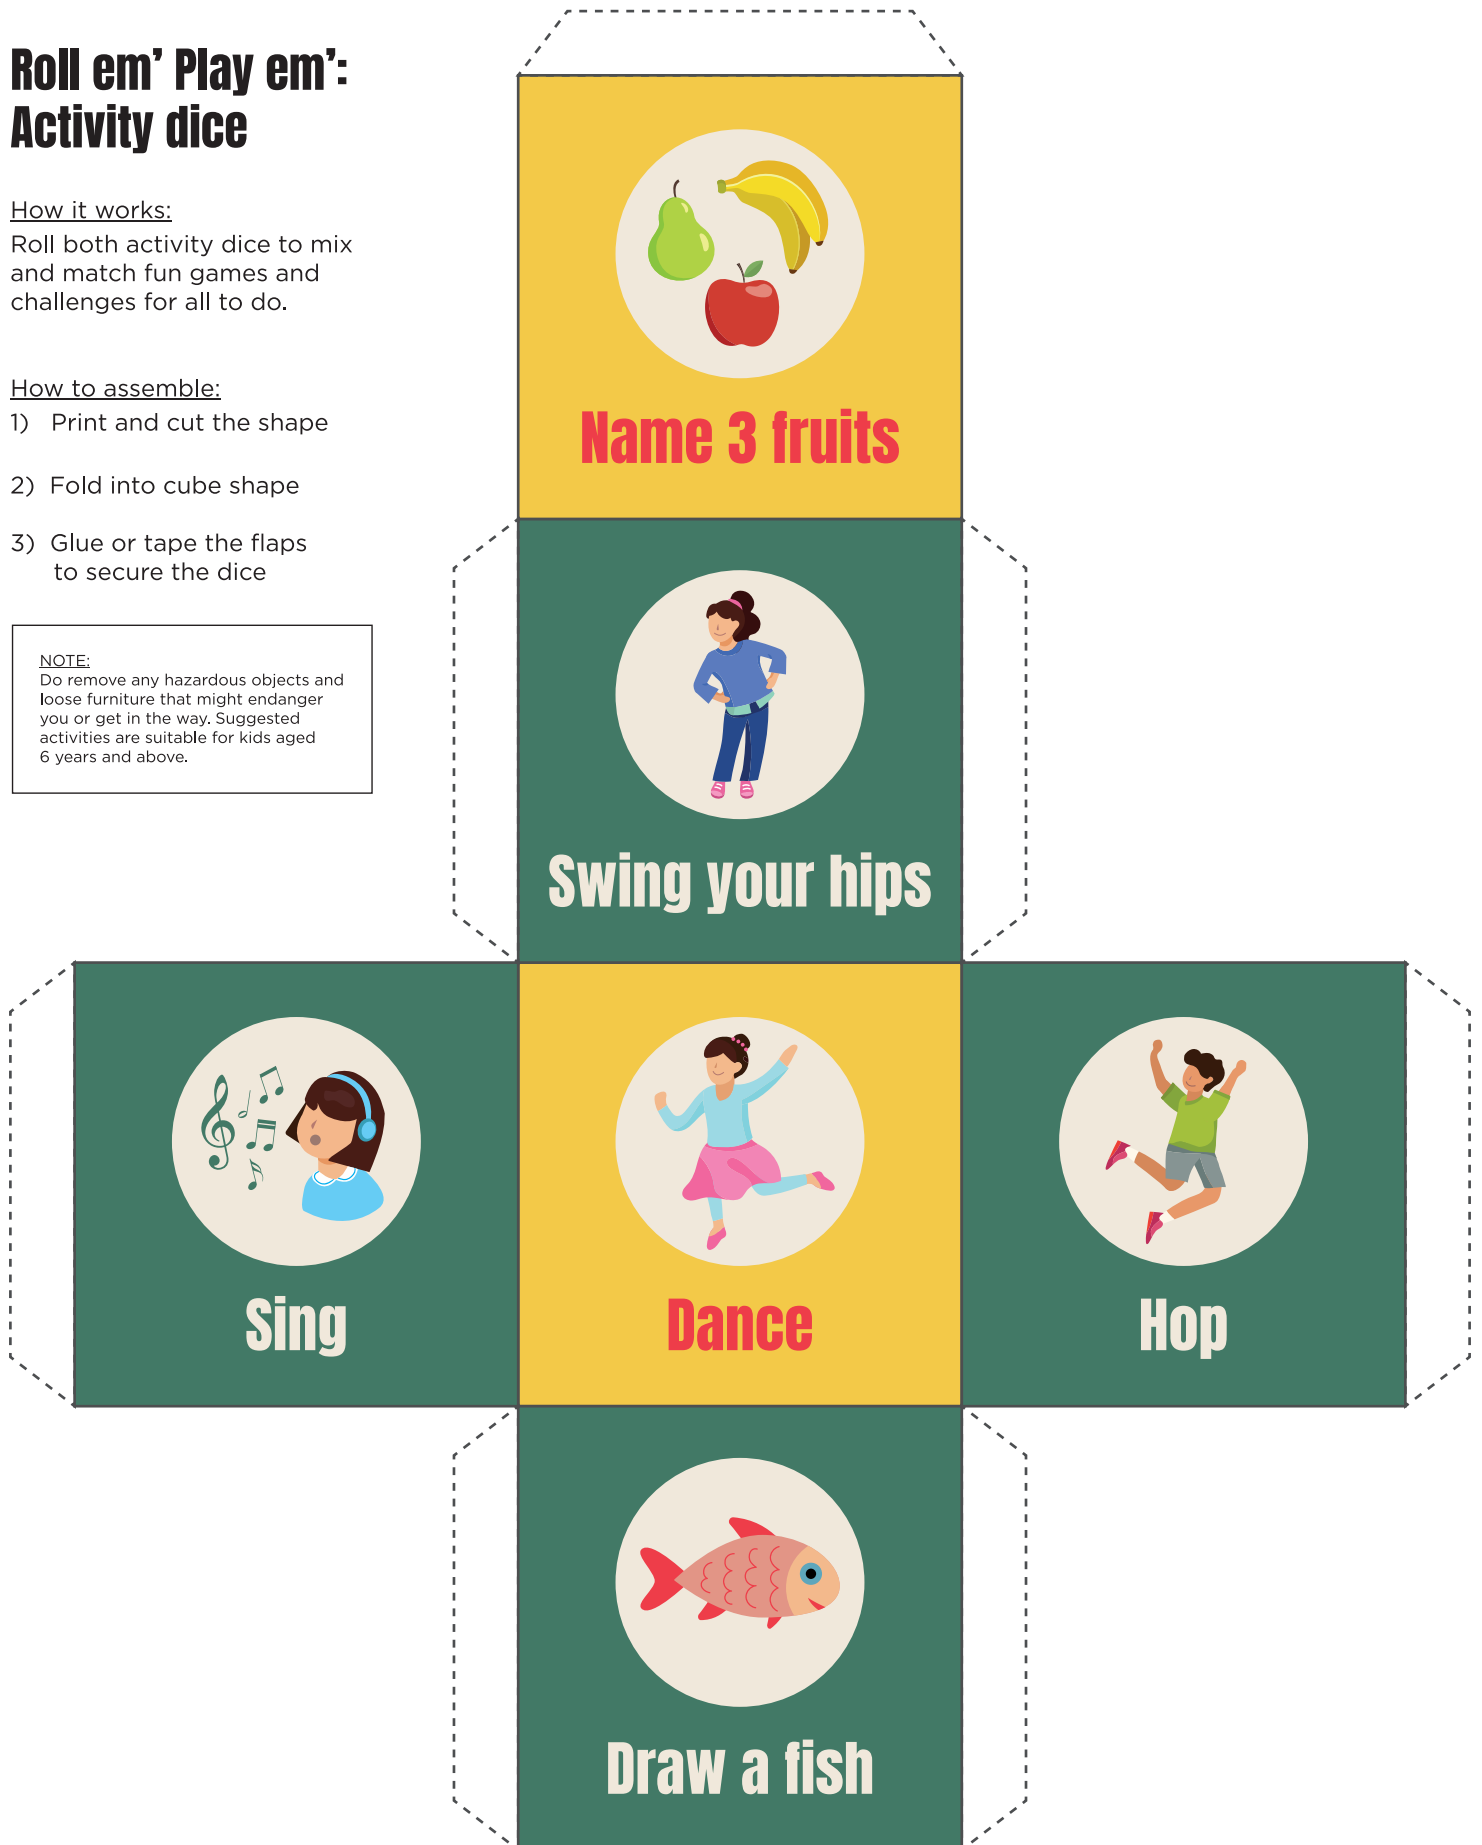 Roll em’ Play em’:
Activity dice
How it works:
Roll both activity dice to mix
and match fun games and
challenges for all to do.
How to assemble:
1) Print and cut the shape
2) Fold into cube shape
3) Glue or tape the flaps
to secure the dice
NOTE:
Do remove any hazardous objects and
loose furniture that might endanger
you or get in the way. Suggested
activities are suitable for kids aged
6 years and above.
Name 3 fruits
Swing your hips
Sing
Dance
Hop
Draw a fish